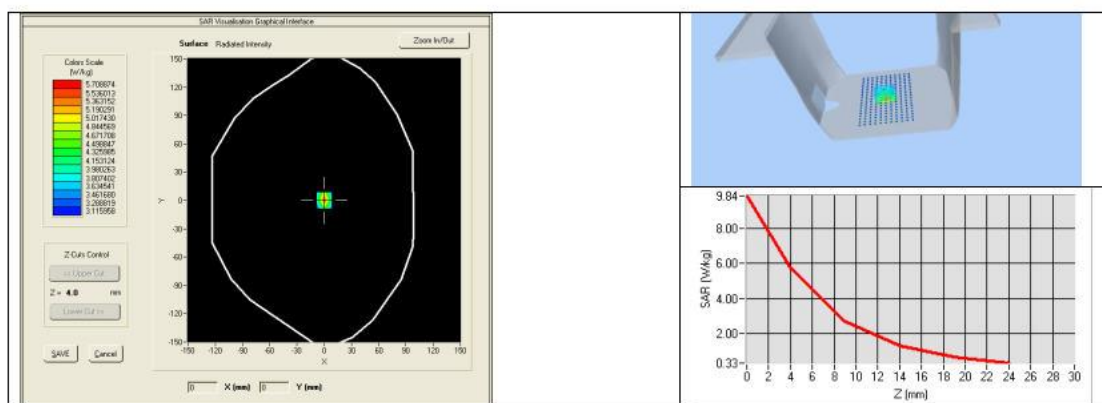 SAR Visualisation Graphical Interface
Surface Radiated Intensity
Zoom In/Out
Colors Scale
(W/kg)
5.708874
5.536013
5.363152
5.190291
5.017430
4.844569
4.671708
4.498847
4.325985
4.153124
3.980263
3.807402
3.634541
3.461680
3.288819
3.115958
Z-Cuts Control
<< Upper Cut
Z = 4.0 mm
Lower Cut >>
SAVE Cancel
150
120
90
60
30
0
-30
-60
-90
-120
-150
Y
-150 -120 -90 -60 -30 0 30 60 90 120 150
X
0 X (mm) 0 Y (mm)
9.84
8.00
6.00
4.00
2.00
0.33
SAR (W/kg)
0 2 4 6 8 10 12 14 16 18 20 22 24 26 28 30
Z (mm)